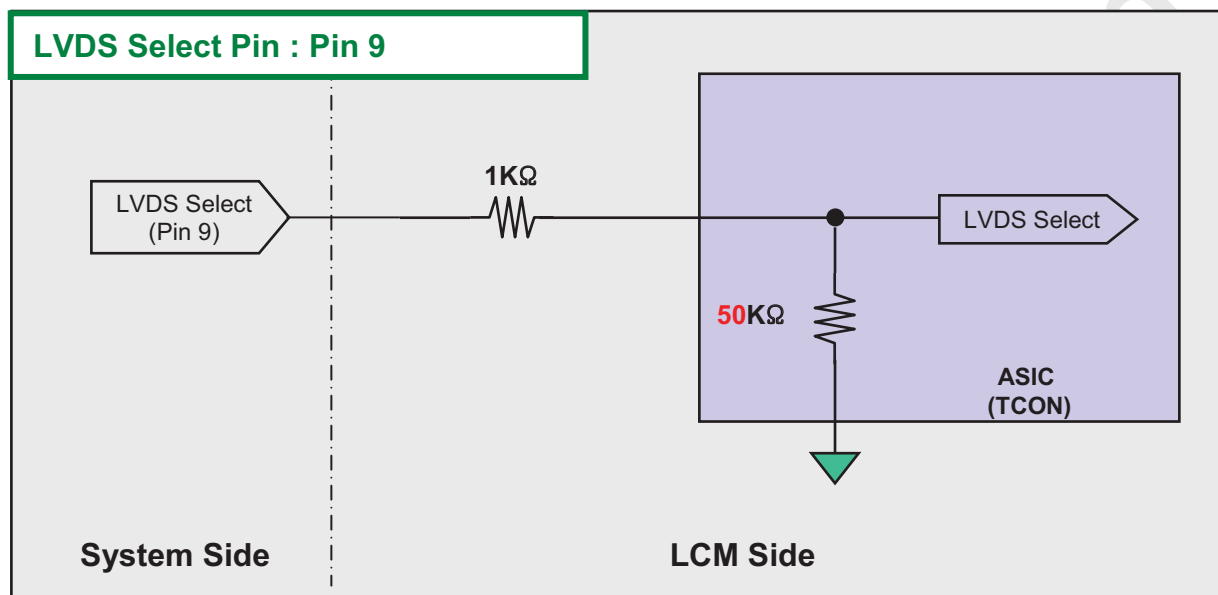 LVDS Select Pin : Pin 9
1KΩ
LVDS Select
(Pin 9)
LVDS Select
50KΩ
ASIC
(TCON)
System Side
LCM Side